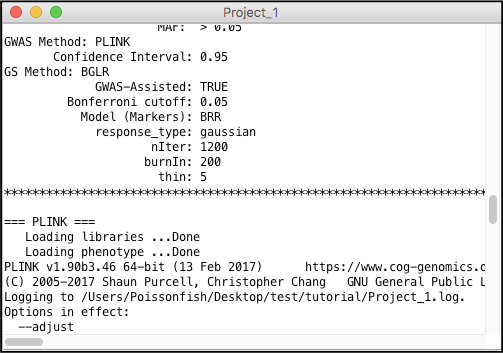 Project_1
MAF:  > 0.05
GWAS Method: PLINK
Confidence Interval: 0.95
GS Method: BGLR
GWAS-Assisted: TRUE
Bonferroni cutoff: 0.05
Model (Markers): BRR
response_type: gaussian
nIter: 1200
burnIn: 200
thin: 5
*********************************************************************
=== PLINK ===
Loading libraries ...Done
Loading phenotype ...Done
PLINK v1.90b3.46 64-bit (13 Feb 2017)      https://www.cog-genomics.o
(C) 2005-2017 Shaun Purcell, Christopher Chang   GNU General Public L
Logging to /Users/Poissonfish/Desktop/test/tutorial/Project_1.log.
Options in effect:
--adjust